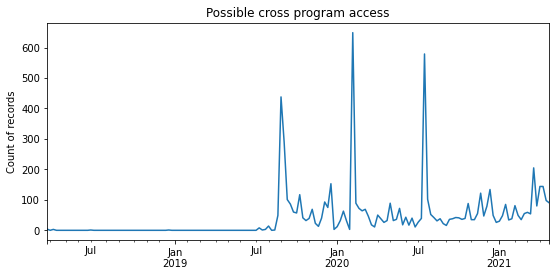 Possible cross program access
Count of records
600
500
400
300
200
100
0
Jul
Jan
2019
Jul
Jan
2020
Jul
Jan
2021